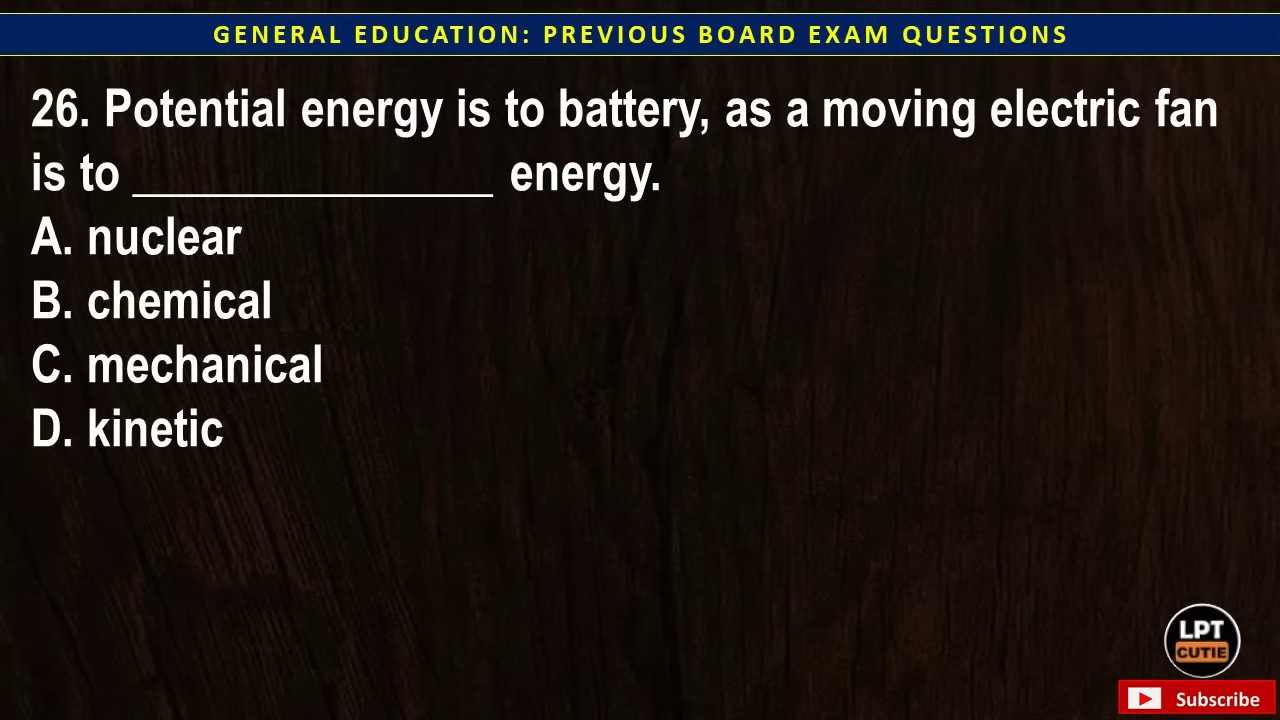 GENERAL EDUCATION: PREVIOUS BOARD EXAM QUESTIONS
26. Potential energy is to battery, as a moving electric fan
is to _______________ energy.
A. nuclear
B. chemical
C. mechanical
D. kinetic
LPT
CUTIE
Subscribe